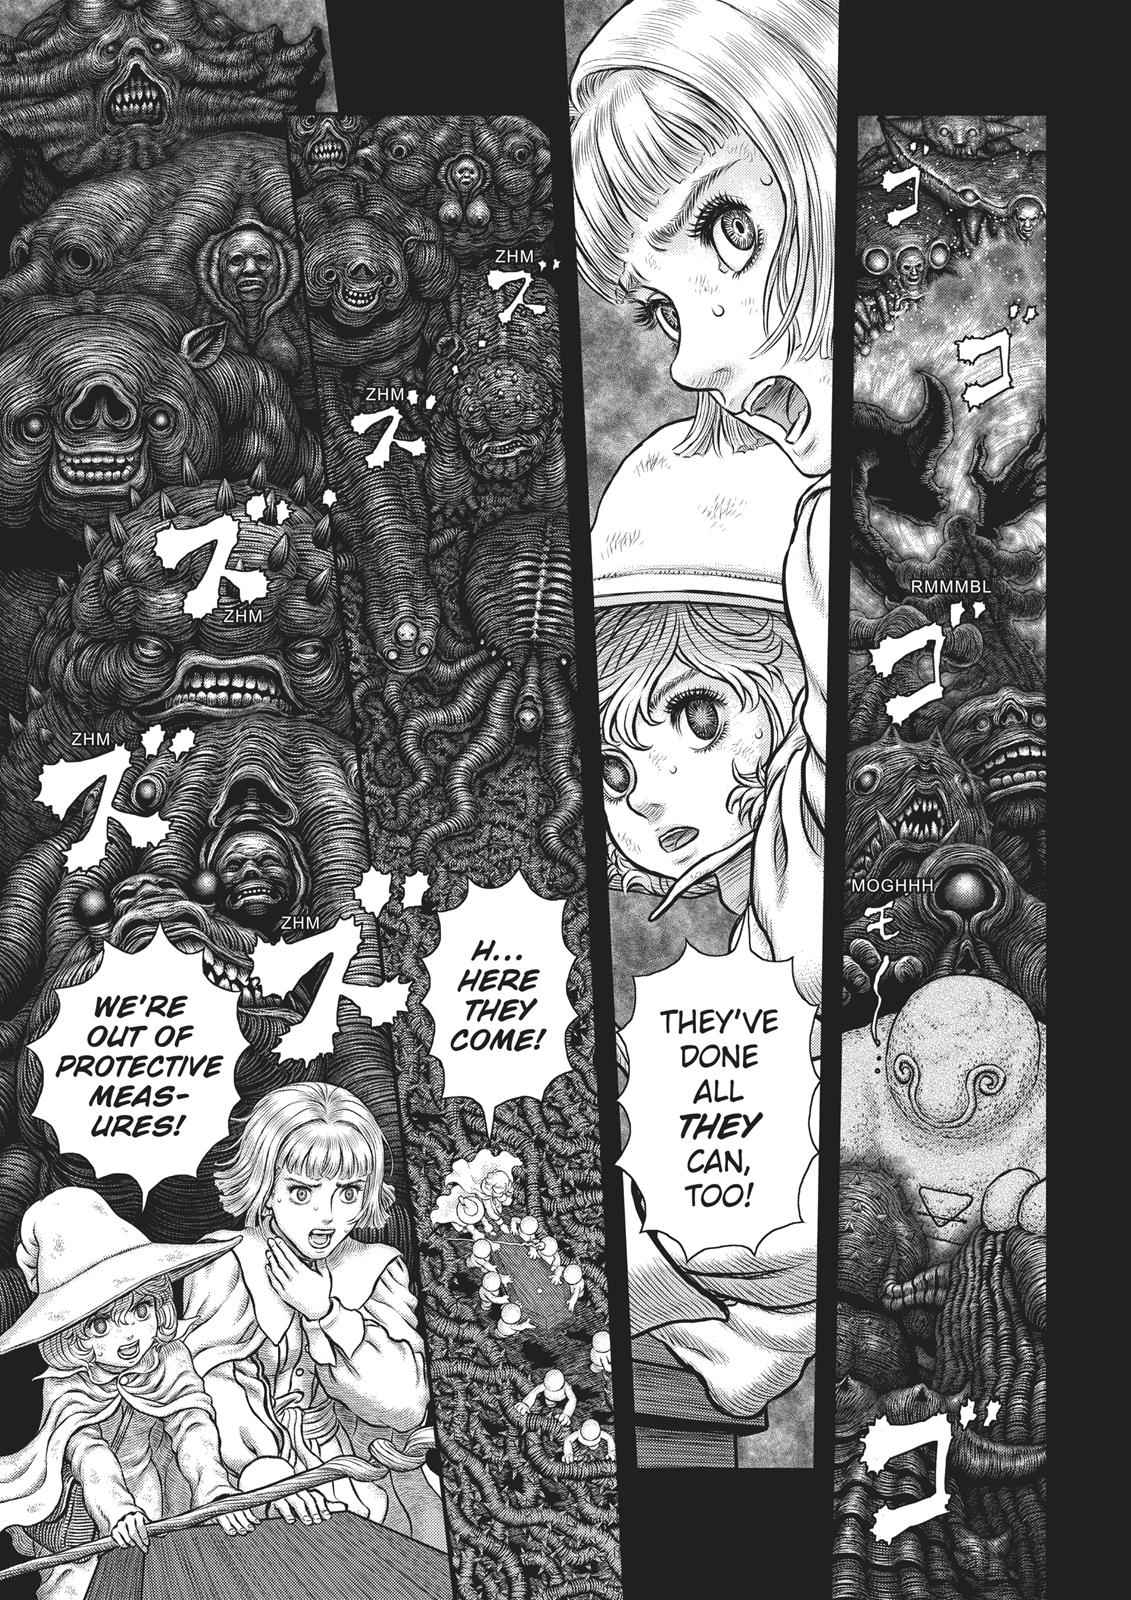 ゴ
ゴ
RMMMBL
ゴ
MOGHHH
モ
ゴ
THEY'VE
DONE
ALL
THEY
CAN,
TOO!
ZHM
ズ
ZHM
ズ
H...
HERE
THEY
COME!
ズ
ZHM
ZHM
ズ
ZHM
ズ
WE'RE
OUT OF
PROTECTIVE
MEAS-
URES!